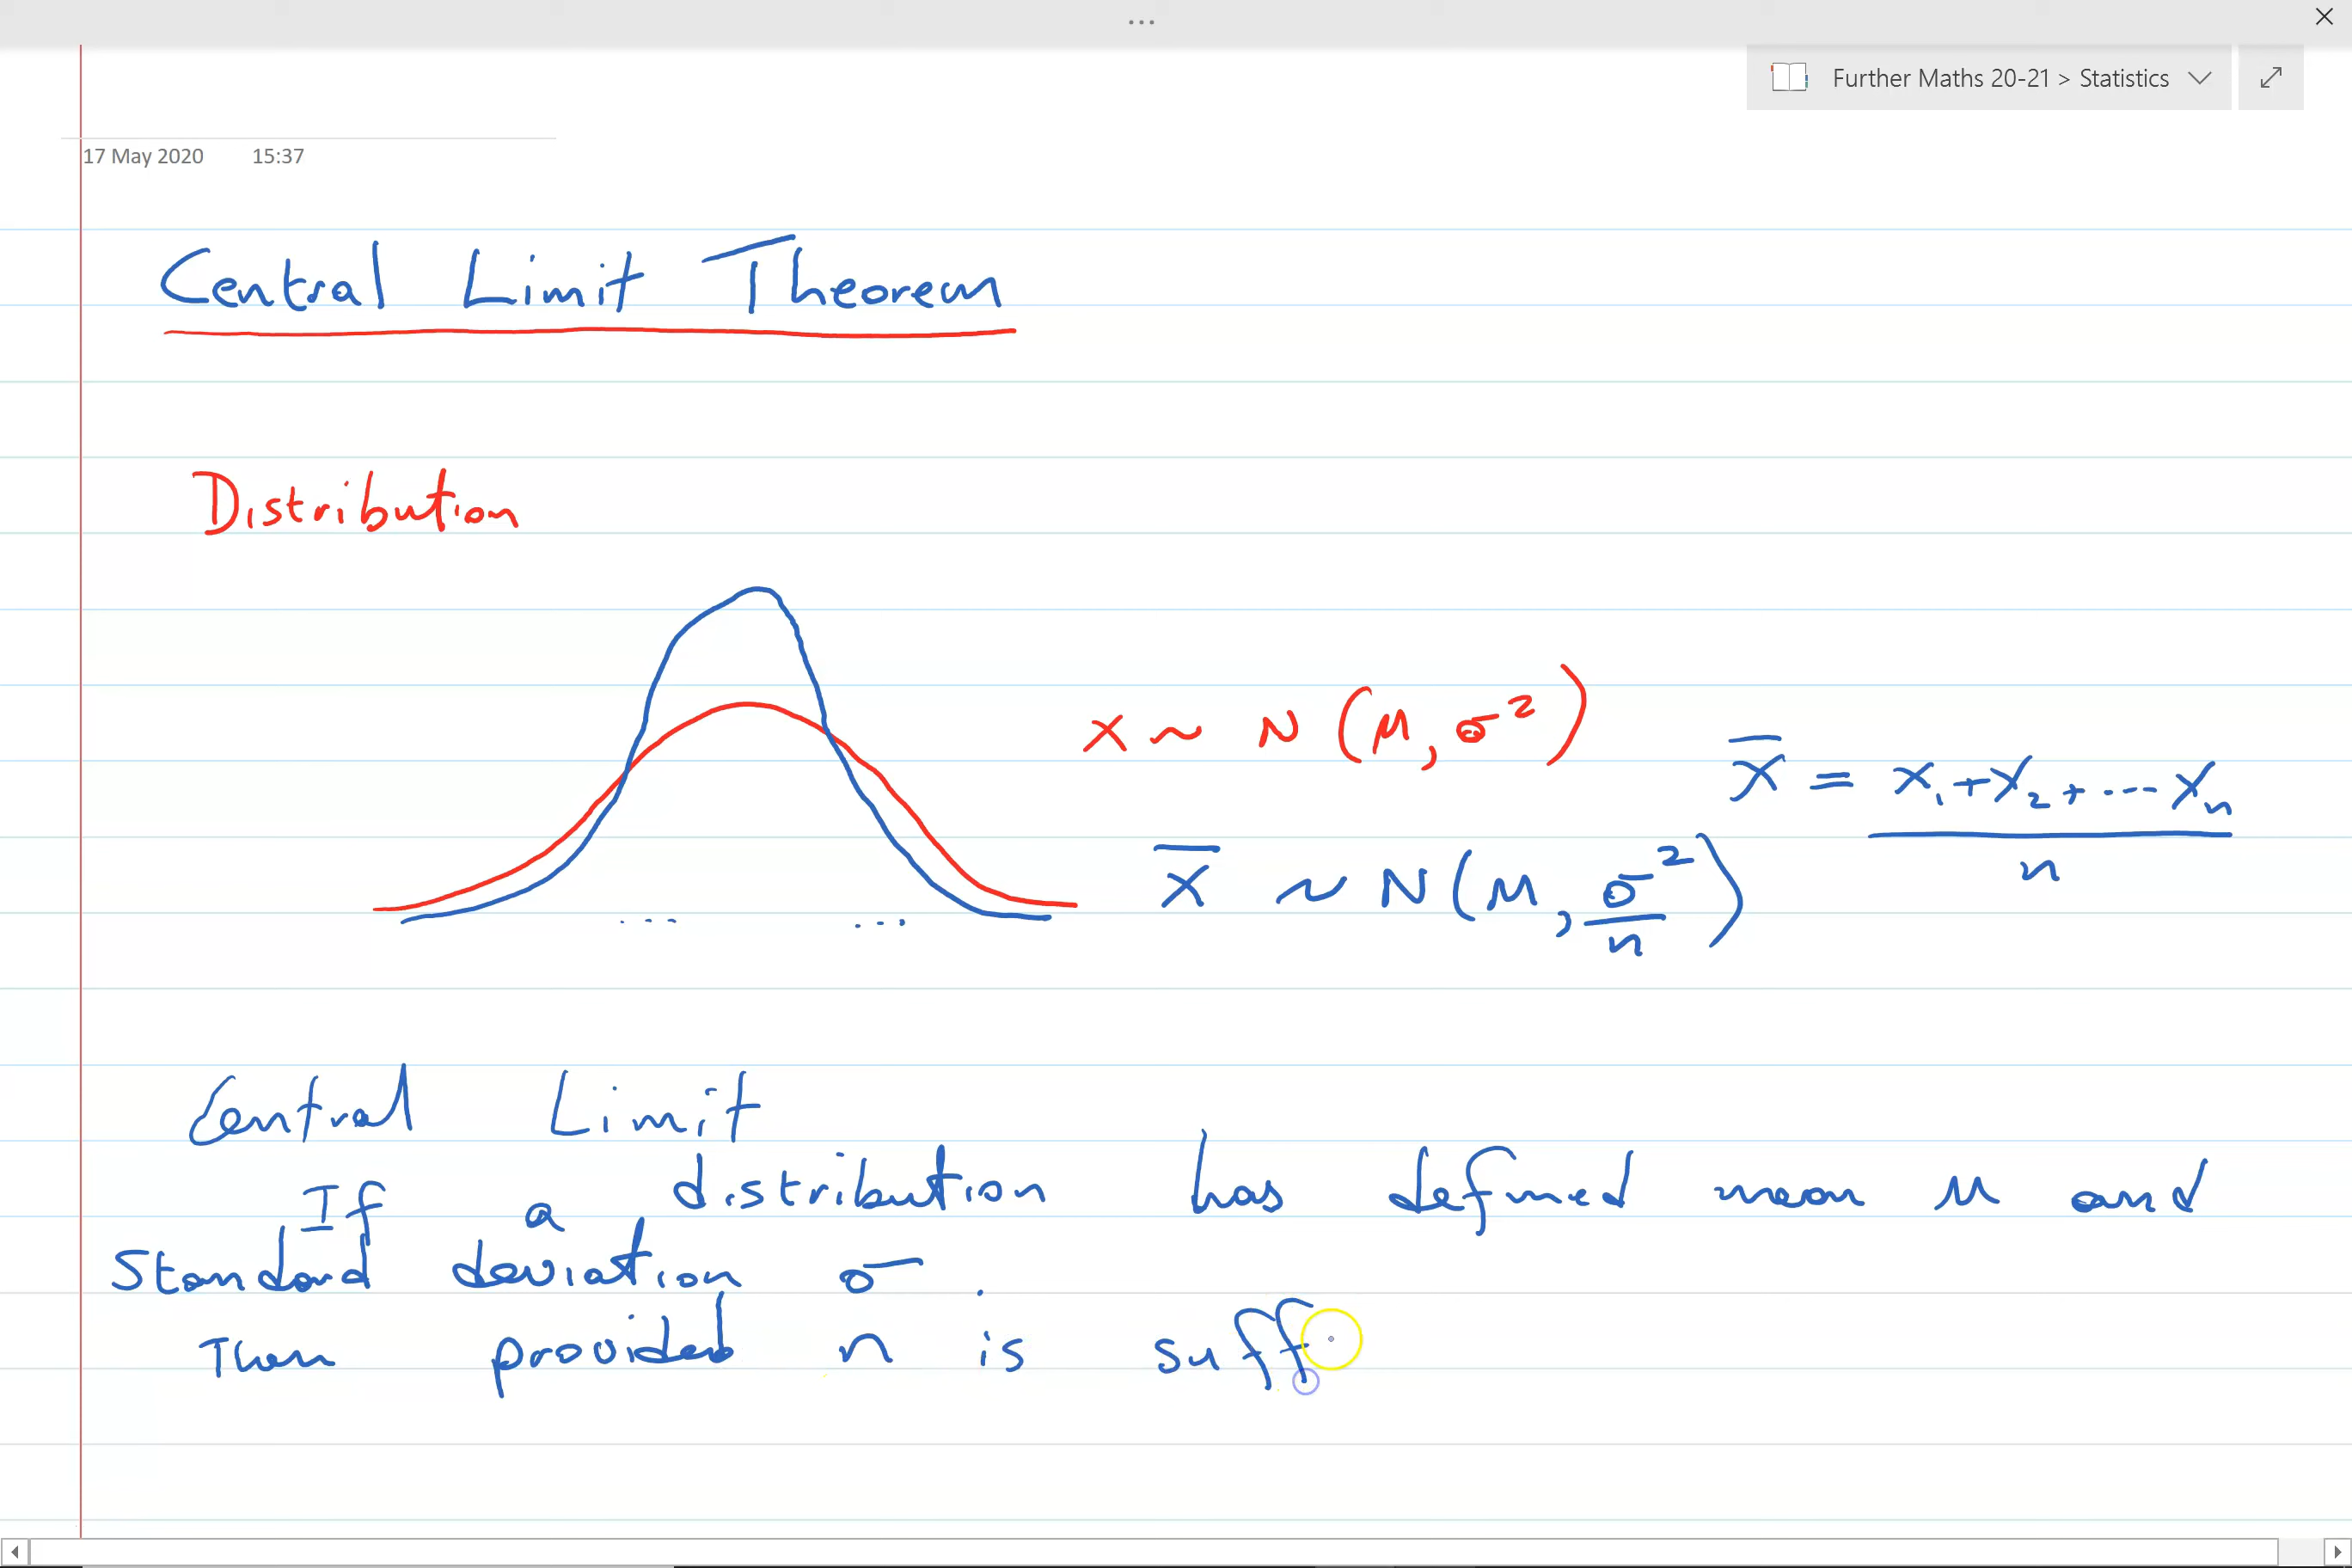 Further Maths 20-21 > Statistics
17 May 2020 15:37
Central Limit Theorem
Distribution
X ~ N(μ, σ²)
X̄ = X₁+X₂+....Xₙ / n
X̄ ~ N(μ, σ²/n)
Central Limit
If a distribution has defined mean μ and
Standard deviation σ
Then provided n is suff